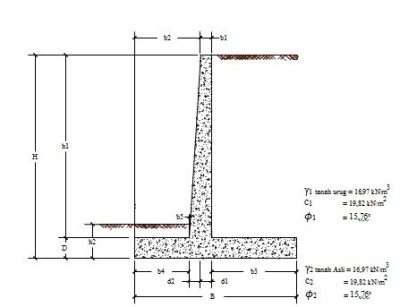 b2
b1
H
h1
γ1 tanah urug = 16,97 kN/m3
C1 = 19,82 kN/m2
ϕ1 = 15,76°
b3
D
h2
b4
b3
d2
d1
B
γ2 tanah Asli = 16,97 kN/m3
C2 = 19,82 kN/m2
ϕ2 = 15,76°